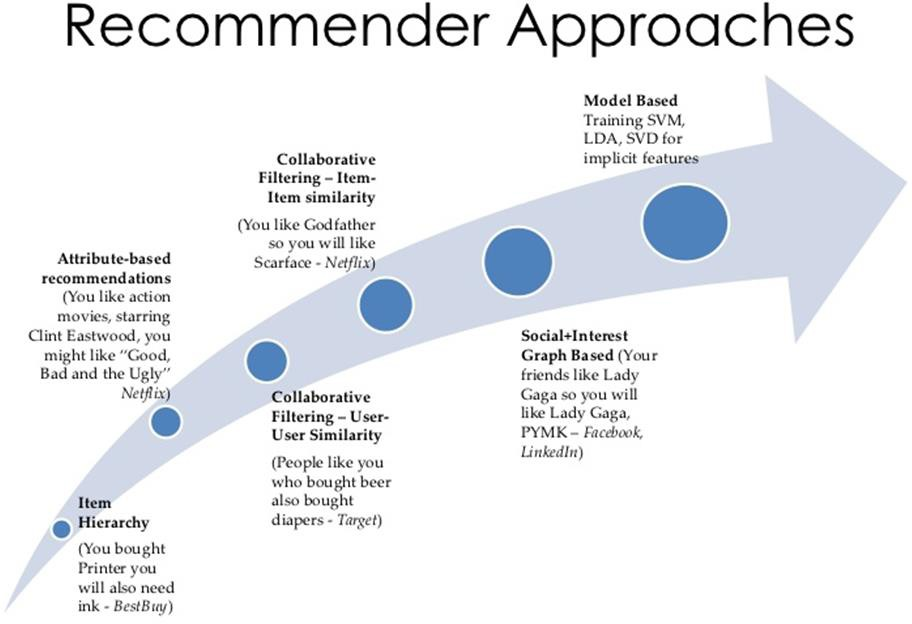 Recommender Approaches
Item
Hierarchy
(You bought
Printer you
will also need
ink - BestBuy)
Attribute-based
recommendations
(You like action
movies, starring
Clint Eastwood, you
might like “Good,
Bad and the Ugly”
Netflix)
Collaborative
Filtering – User-
User Similarity
(People like you
who bought beer
also bought
diapers - Target)
Collaborative
Filtering – Item-
Item similarity
(You like Godfather
so you will like
Scarface - Netflix)
Social+Interest
Graph Based (Your
friends like Lady
Gaga so you will
like Lady Gaga,
PYMK – Facebook,
LinkedIn)
Model Based
Training SVM,
LDA, SVD for
implicit features